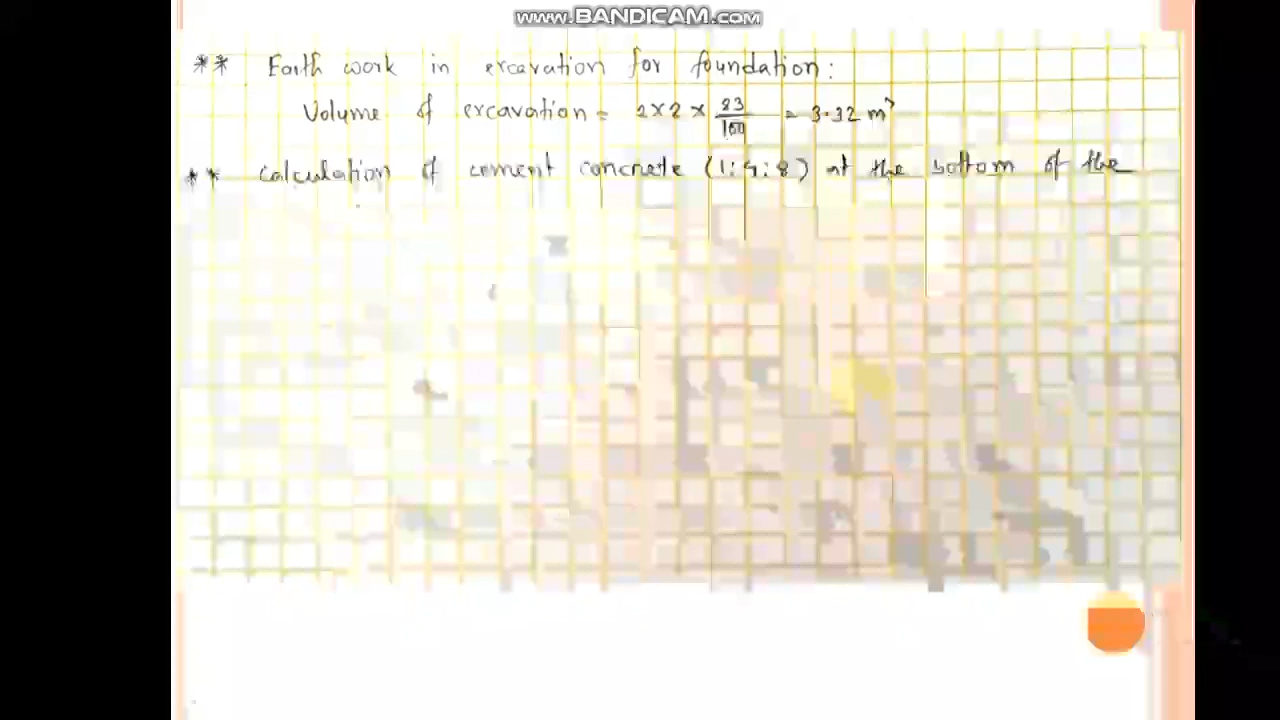 WWW.BANDICAM.COM
** Earth work in excavation for foundation:
Volume of excavation = 2×2 × 83/100 = 3.32 m³
** Calculation of cement concrete (1:4:8) at the bottom of the